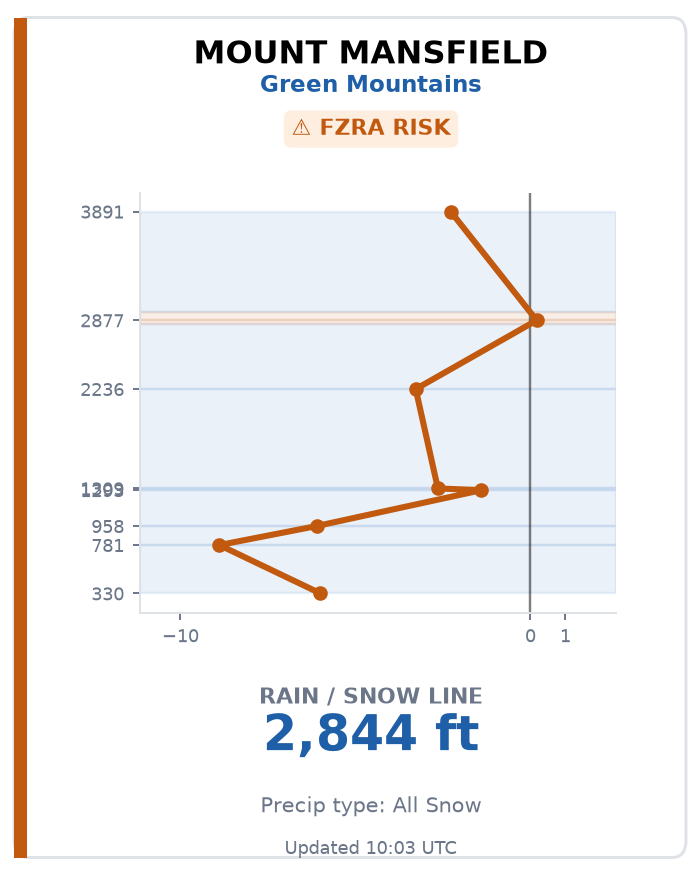 MOUNT MANSFIELD
Green Mountains
⚠ FZRA RISK
3891
2877
2236
958
781
330
−10 0 1
RAIN / SNOW LINE
2,844 ft
Precip type: All Snow
Updated 10:03 UTC